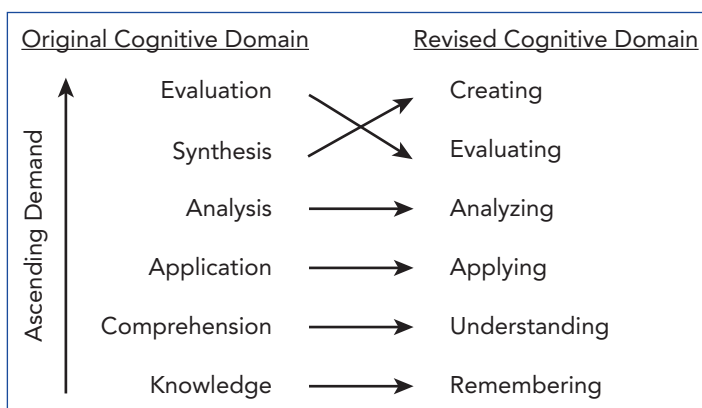 Original Cognitive Domain Revised Cognitive Domain
Evaluation Creating
Synthesis Evaluating
Analysis Analyzing
Application Applying
Comprehension Understanding
Knowledge Remembering
Ascending Demand